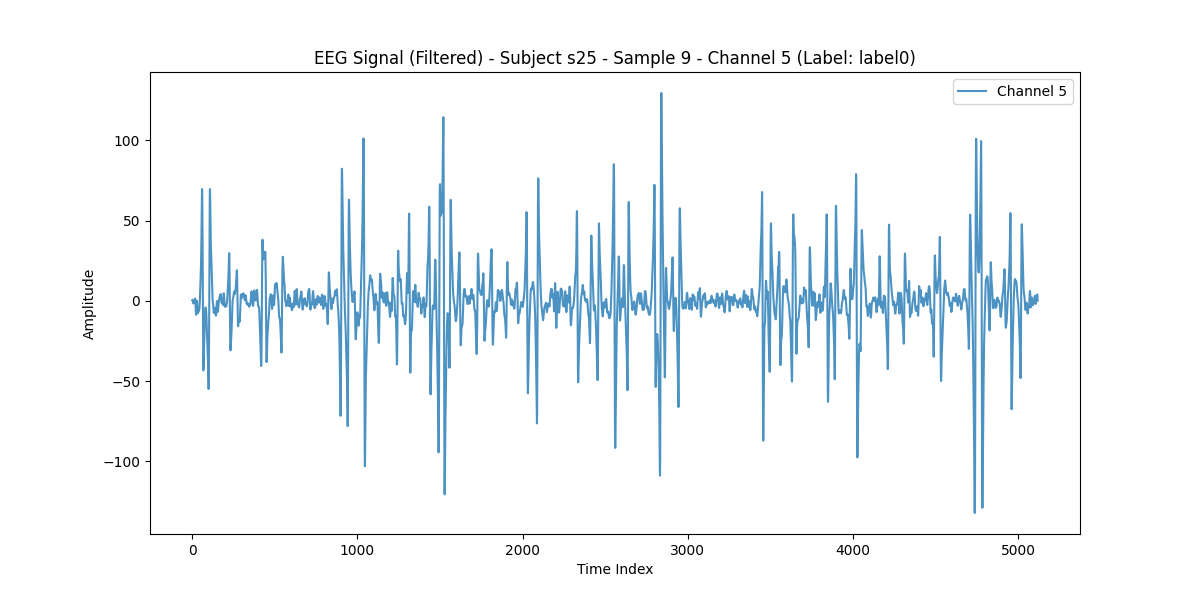 EEG Signal (Filtered) - Subject s25 - Sample 9 - Channel 5 (Label: label0)
Channel 5
100
50
0
−50
−100
Amplitude
0 1000 2000 3000 4000 5000
Time Index